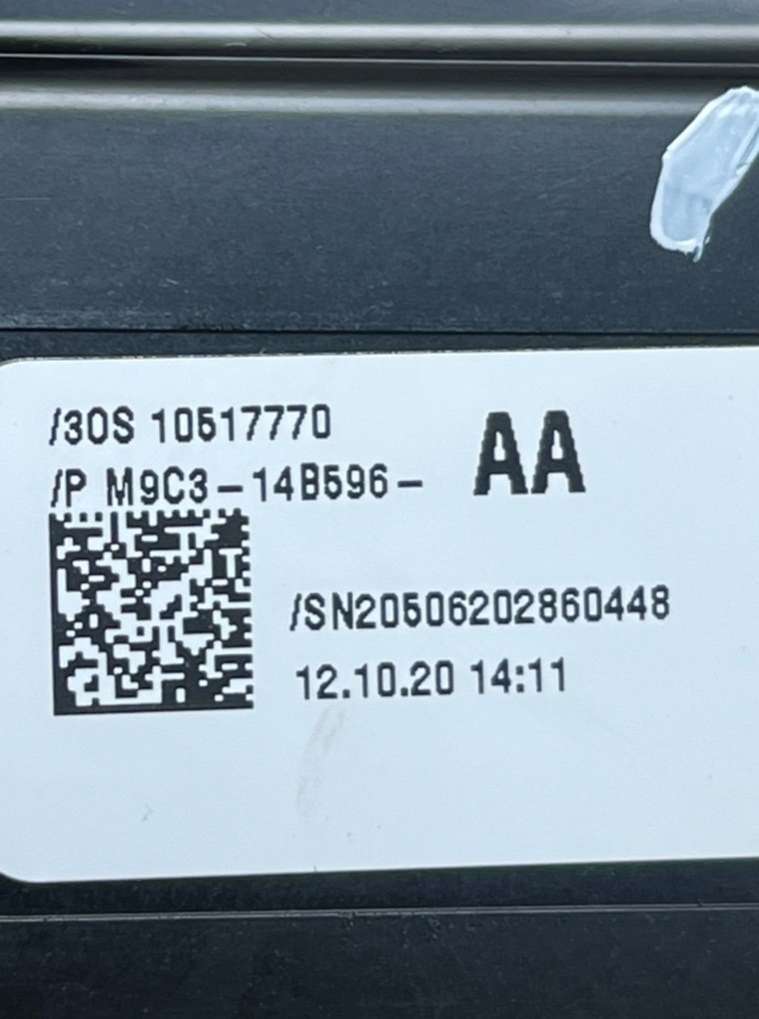 /30S 10517770
/P M9C3-14B596- AA
/SN20506202860448
12.10.20 14:11